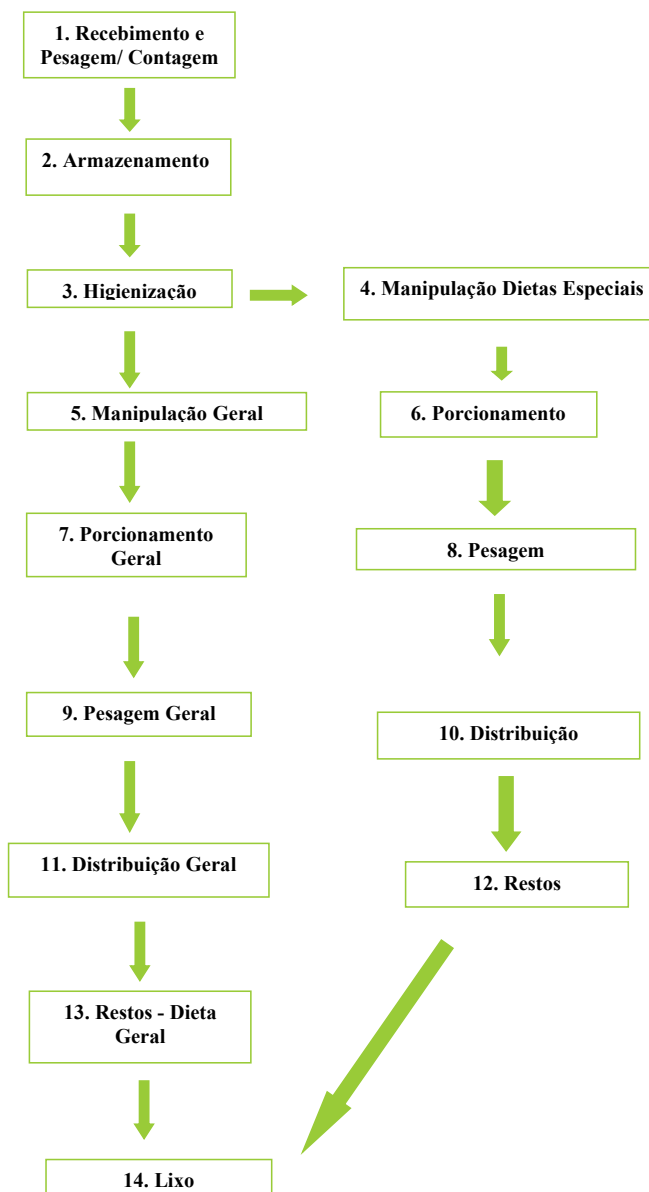 1. Recebimento e
Pesagem/ Contagem
2. Armazenamento
3. Higienização
4. Manipulação Dietas Especiais
5. Manipulação Geral
6. Porcionamento
7. Porcionamento
Geral
8. Pesagem
9. Pesagem Geral
10. Distribuição
11. Distribuição Geral
12. Restos
13. Restos - Dieta
Geral
14. Lixo